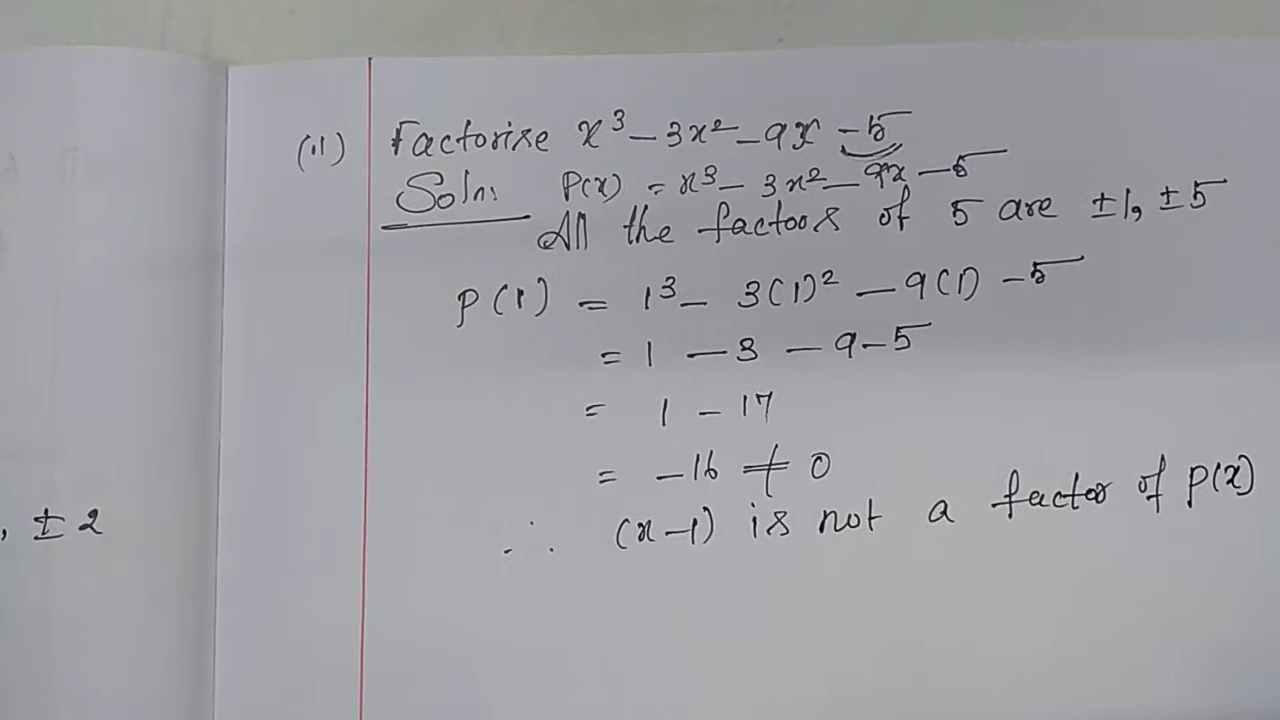 (ii) Factorise x³ – 3x² – 9x – 5
Soln: P(x) = x³ – 3x² – 9x – 5
All the factors of 5 are ±1, ±5
P(1) = 1³ – 3(1)² – 9(1) – 5
= 1 – 3 – 9 – 5
= 1 – 17
= –16 ≠ 0
, ±2
∴ (x–1) is not a factor of P(x)